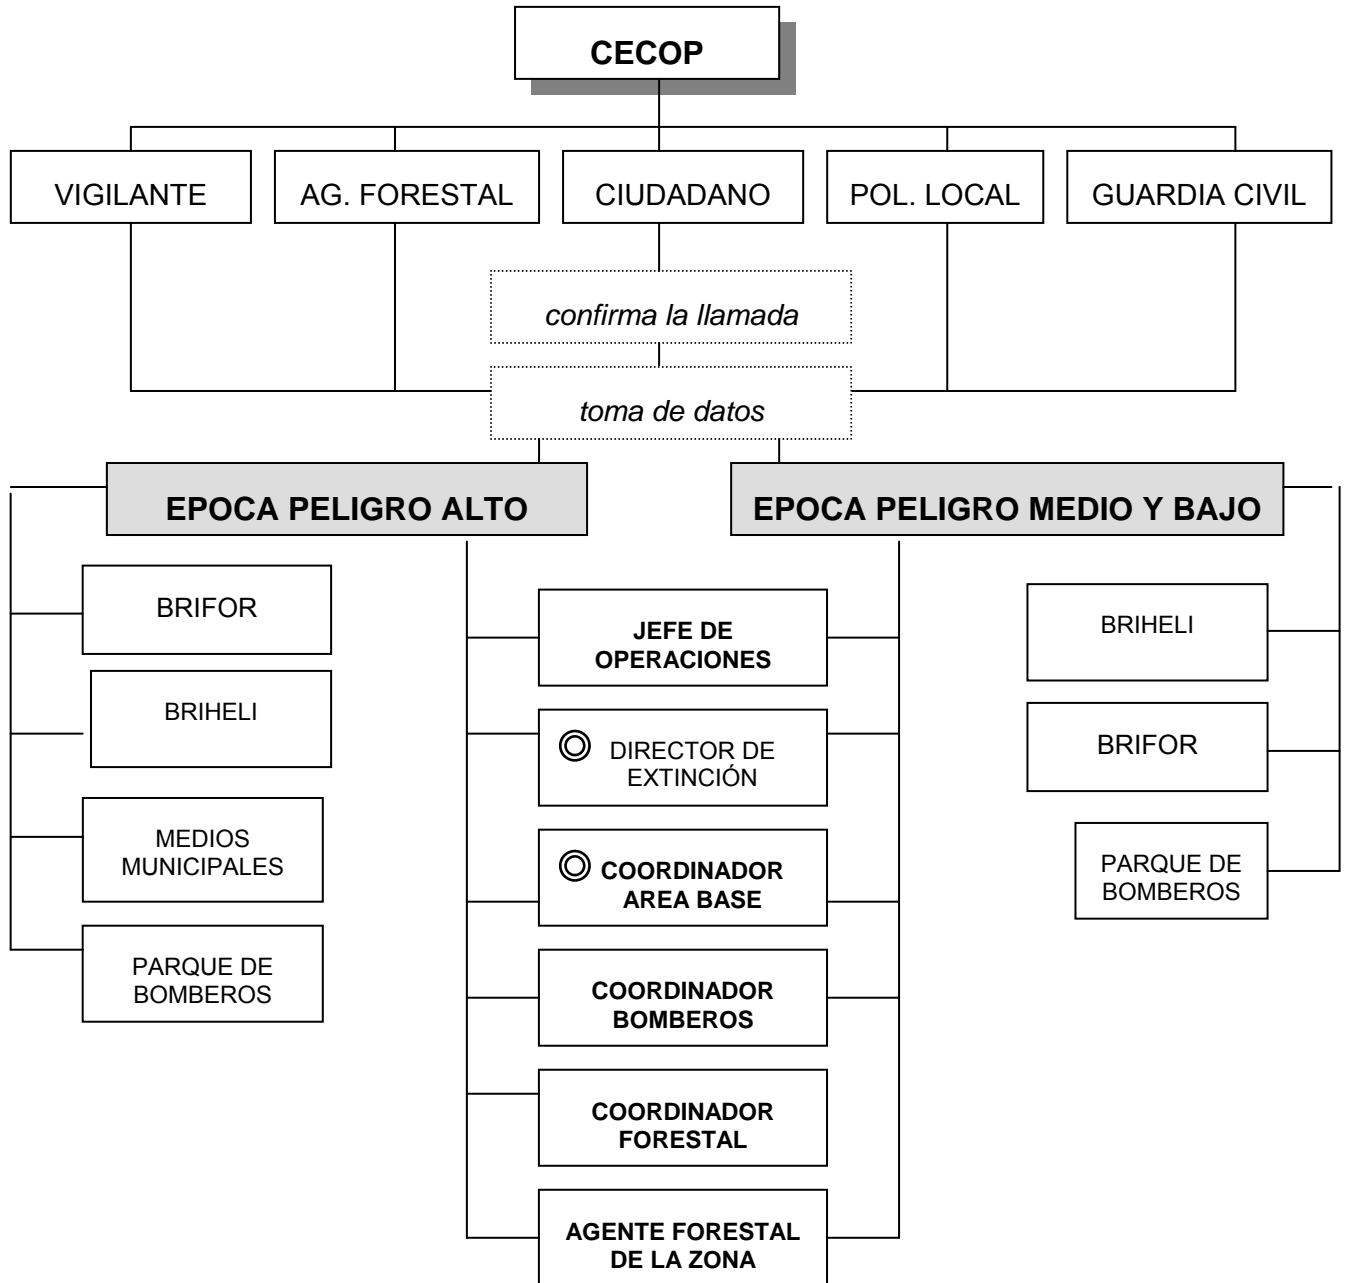 CECOP
VIGILANTE
AG. FORESTAL
CIUDADANO
POL. LOCAL
GUARDIA CIVIL
confirma la llamada
toma de datos
EPOCA PELIGRO ALTO
EPOCA PELIGRO MEDIO Y BAJO
BRIFOR
BRIHELI
MEDIOS
MUNICIPALES
PARQUE DE
BOMBEROS
JEFE DE
OPERACIONES
DIRECTOR DE
EXTINCIÓN
COORDINADOR
AREA BASE
COORDINADOR
BOMBEROS
COORDINADOR
FORESTAL
AGENTE FORESTAL
DE LA ZONA
BRIHELI
BRIFOR
PARQUE DE
BOMBEROS